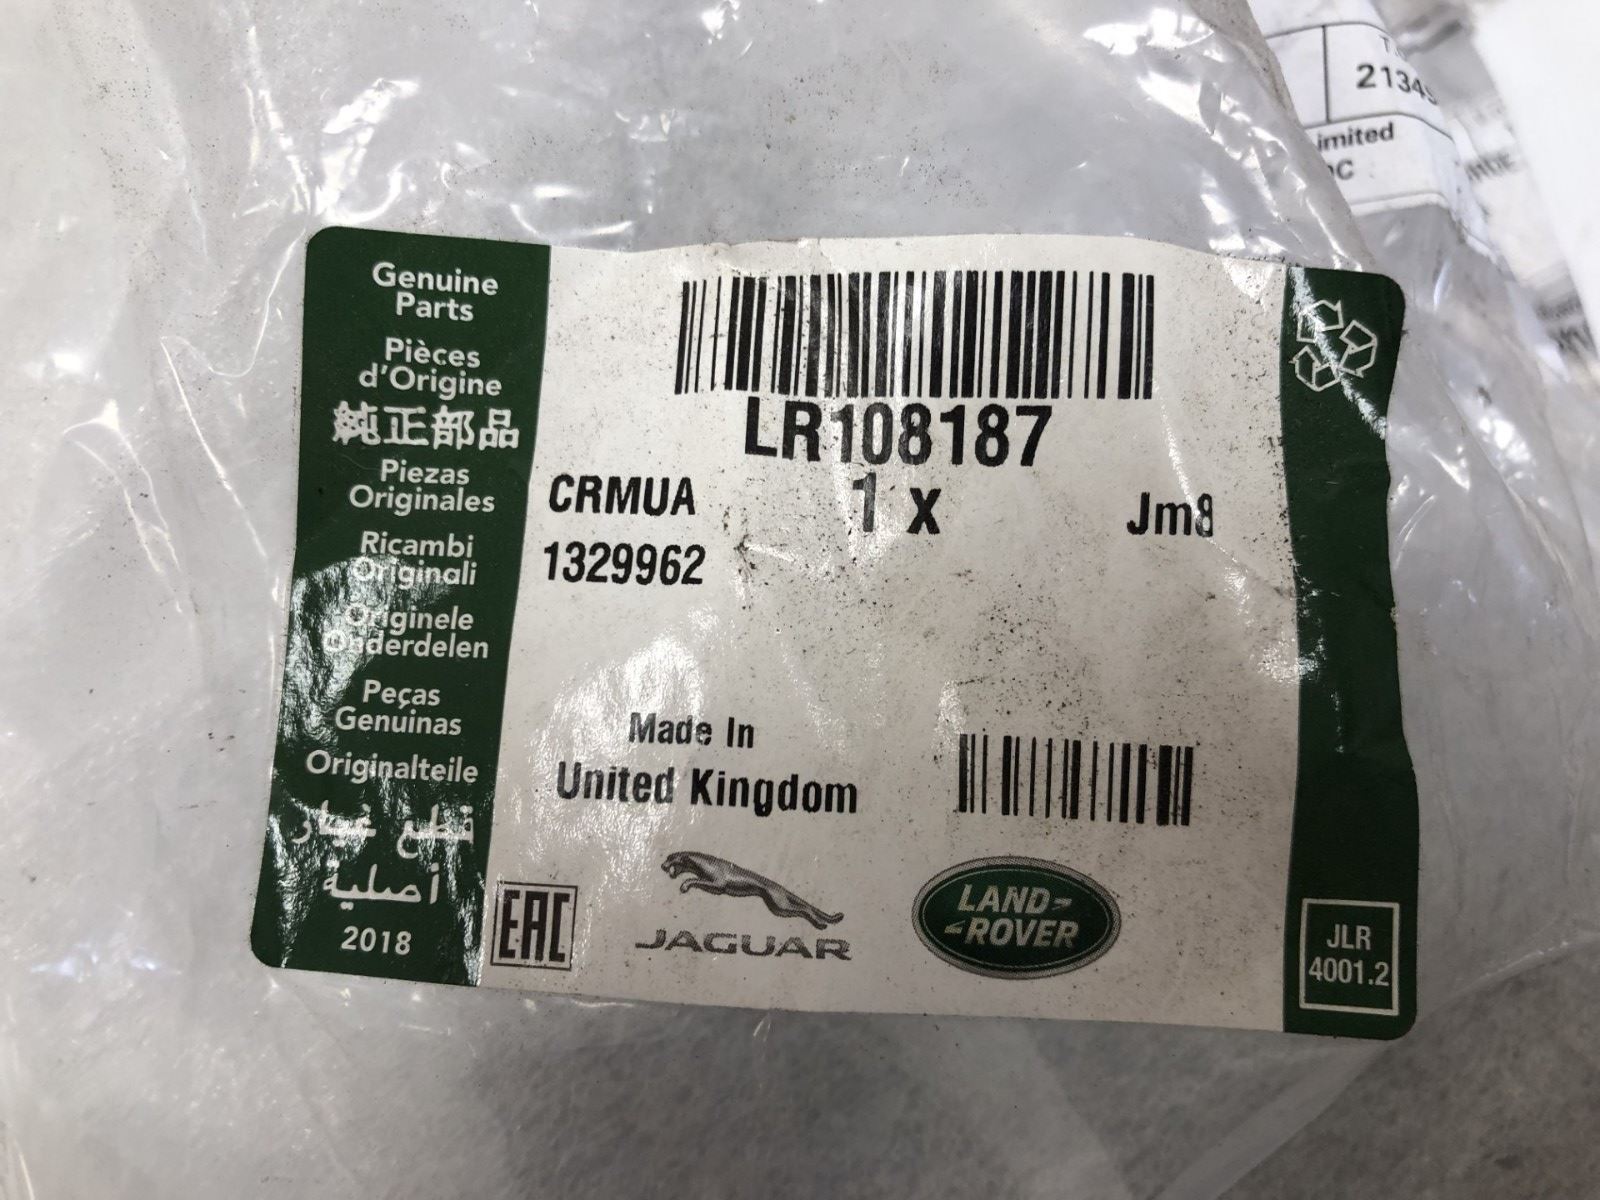 Genuine
Parts
Pièces
d'Origine
純正部品
Piezas
Originales
Ricambi
Originali
Originele
Onderdelen
Peças
Genuinas
Originalteile
قطع غيار
أصلية
2018
LR108187
CRMUA
1 x
Jm8
1329962
Made In
United Kingdom
EAC
JAGUAR
LAND-
-ROVER
JLR
4001.2
21345
imited